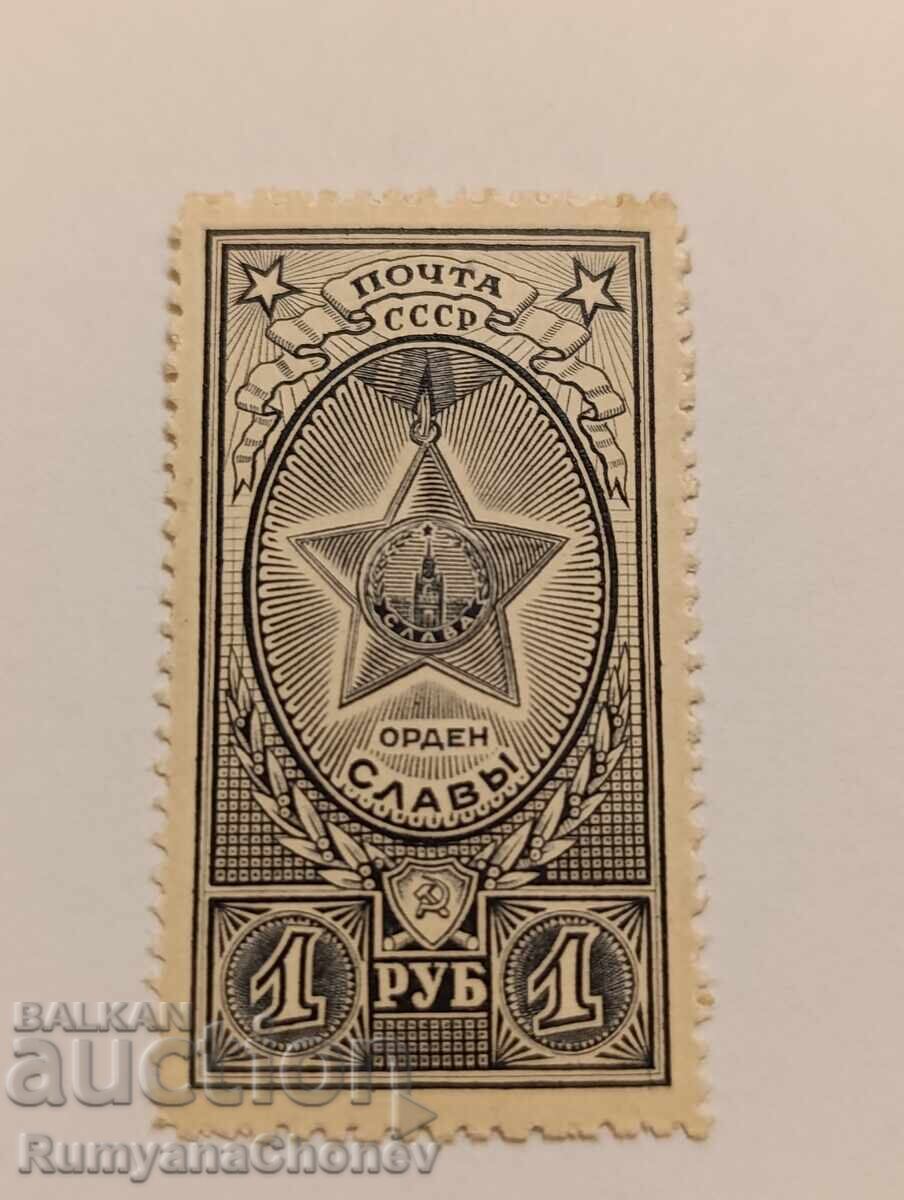 ПОЧТА
СССР
СЛАВА
ОРДЕН
СЛАВЫ
1 РУБ 1
BALKAN
auction
RumyanaChonev